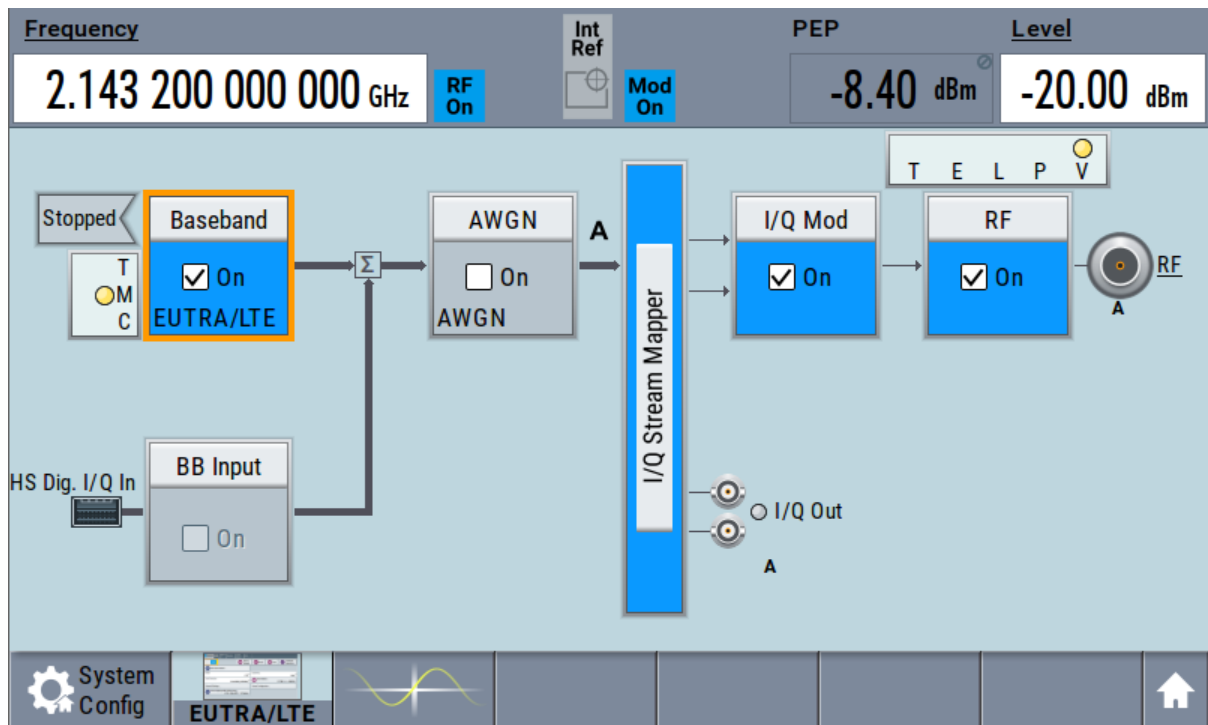 Frequency
Int
Ref
PEP
Level
2.143 200 000 000 GHz
RF
On
Mod
On
-8.40 dBm
-20.00 dBm
T E L P V
Stopped
Baseband
On
EUTRA/LTE
T
M
C
Σ
AWGN
On
AWGN
A
I/Q Stream Mapper
I/Q Mod
On
RF
On
RF
A
HS Dig. I/Q In
BB Input
On
I/Q Out
A
System
Config
EUTRA/LTE